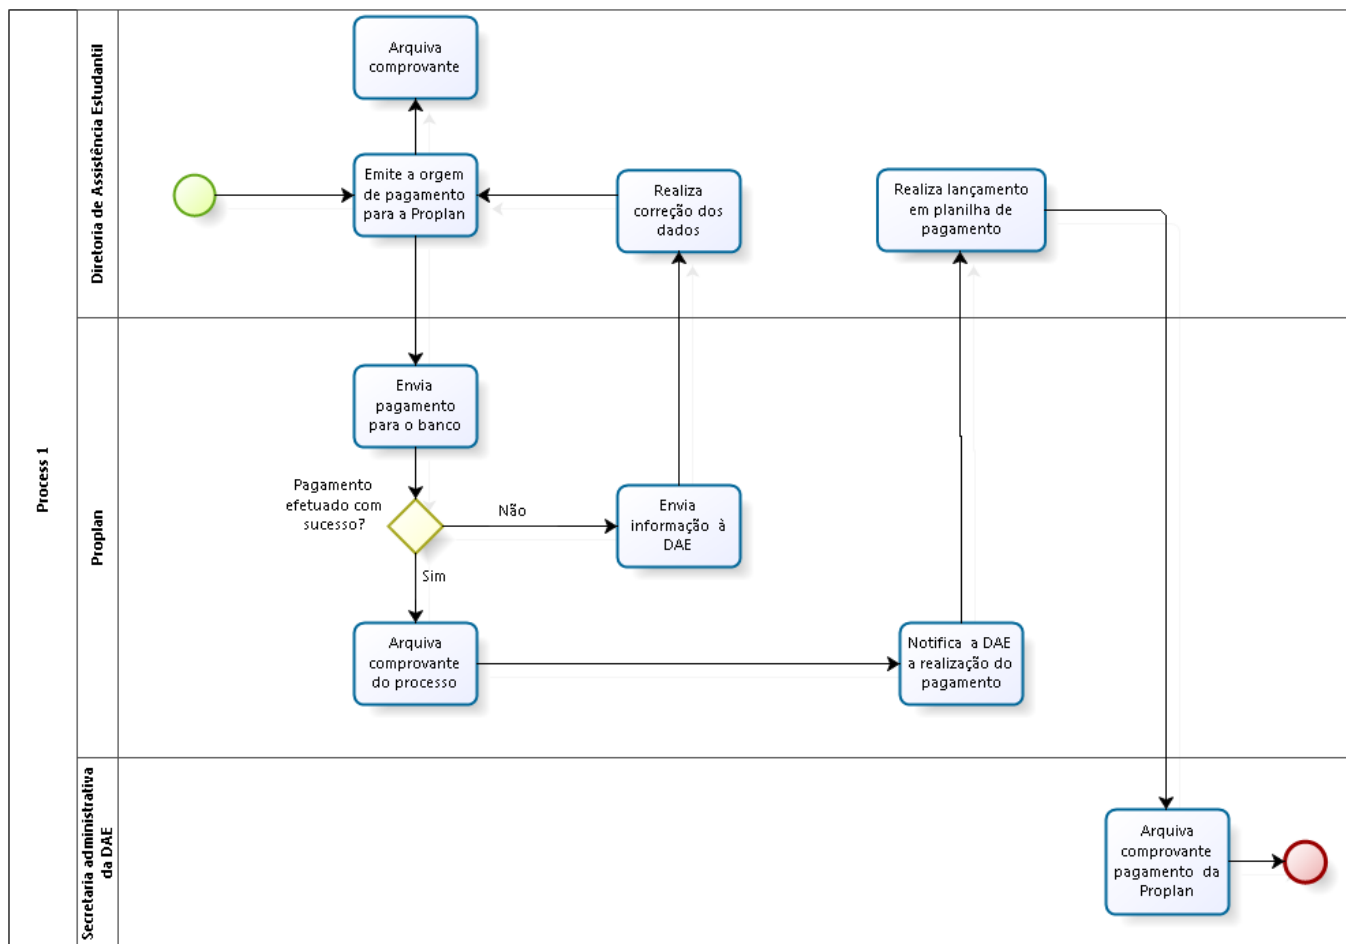 Process 1
Diretoria de Assistência Estudantil
Arquiva
comprovante
Emite a orgem
de pagamento
para a Proplan
Realiza
correção dos
dados
Realiza lançamento
em planilha de
pagamento
Proplan
Envia
pagamento
para o banco
Pagamento
efetuado com
sucesso?
Não
Envia
informação à
DAE
Sim
Arquiva
comprovante
do processo
Notifica a DAE
a realização do
pagamento
Secretaria administrativa
da DAE
Arquiva
comprovante
pagamento da
Proplan